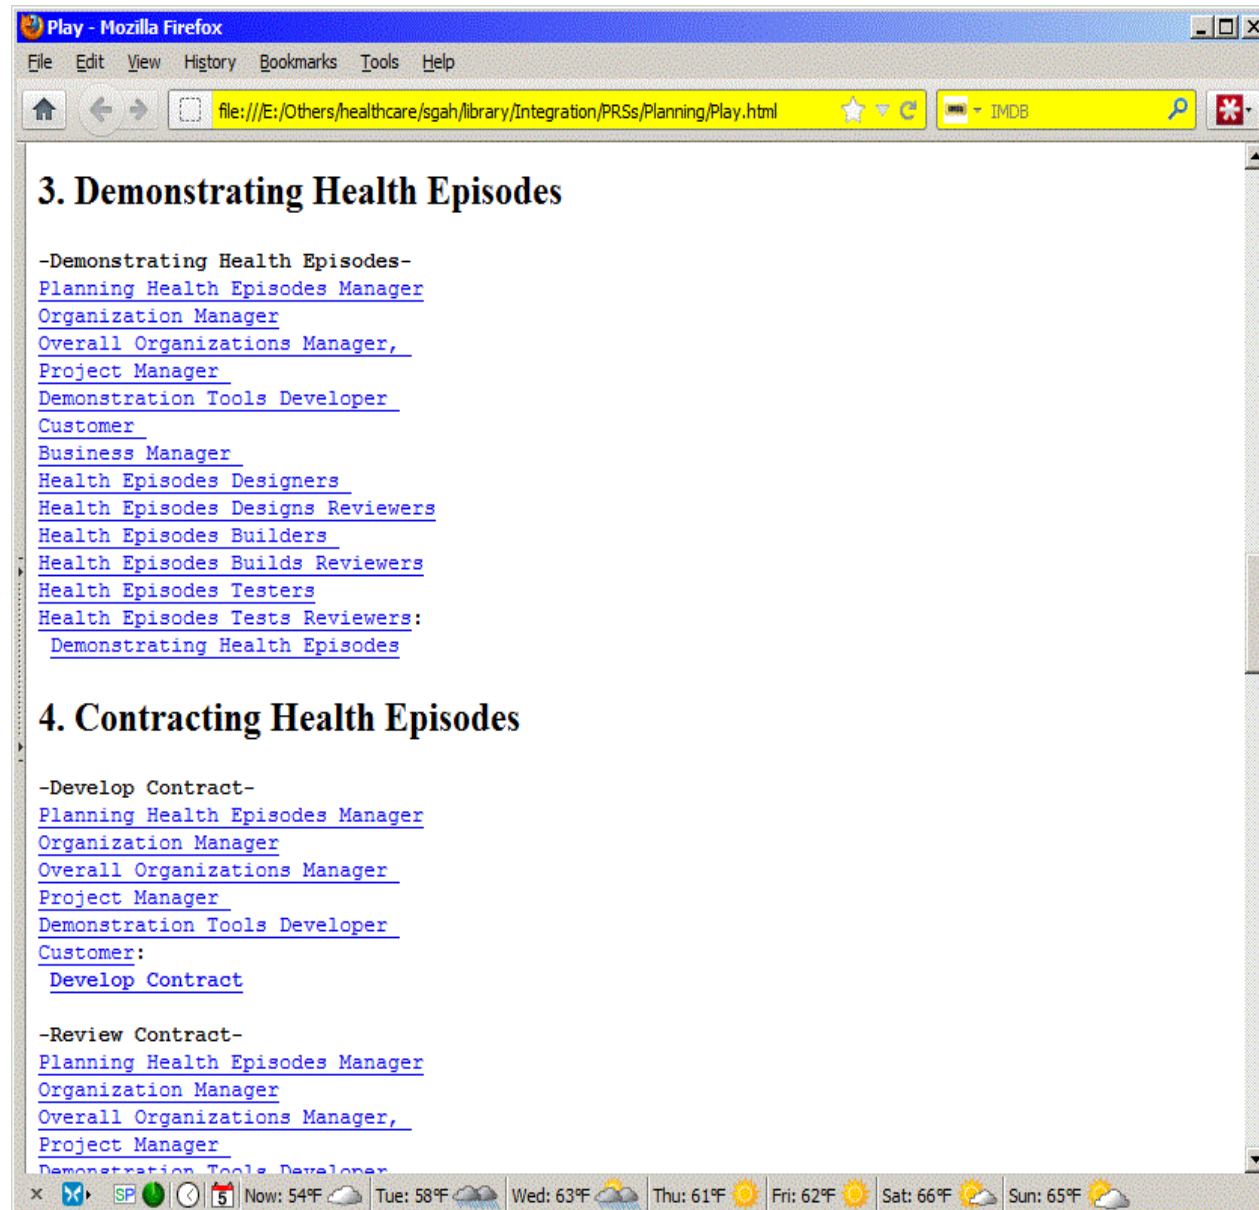 Play - Mozilla Firefox
File Edit View History Bookmarks Tools Help
file:///E:/Others/healthcare/sgah/library/Integration/PRSs/Planning/Play.html IMDB
3. Demonstrating Health Episodes
-Demonstrating Health Episodes-
Planning Health Episodes Manager
Organization Manager
Overall Organizations Manager,
Project Manager
Demonstration Tools Developer
Customer
Business Manager
Health Episodes Designers
Health Episodes Designs Reviewers
Health Episodes Builders
Health Episodes Builds Reviewers
Health Episodes Testers
Health Episodes Tests Reviewers:
Demonstrating Health Episodes
4. Contracting Health Episodes
-Develop Contract-
Planning Health Episodes Manager
Organization Manager
Overall Organizations Manager
Project Manager
Demonstration Tools Developer
Customer:
Develop Contract
-Review Contract-
Planning Health Episodes Manager
Organization Manager
Overall Organizations Manager,
Project Manager
Demonstration Tools Developer
SP 5 Now: 54°F Tue: 58°F Wed: 63°F Thu: 61°F Fri: 62°F Sat: 66°F Sun: 65°F